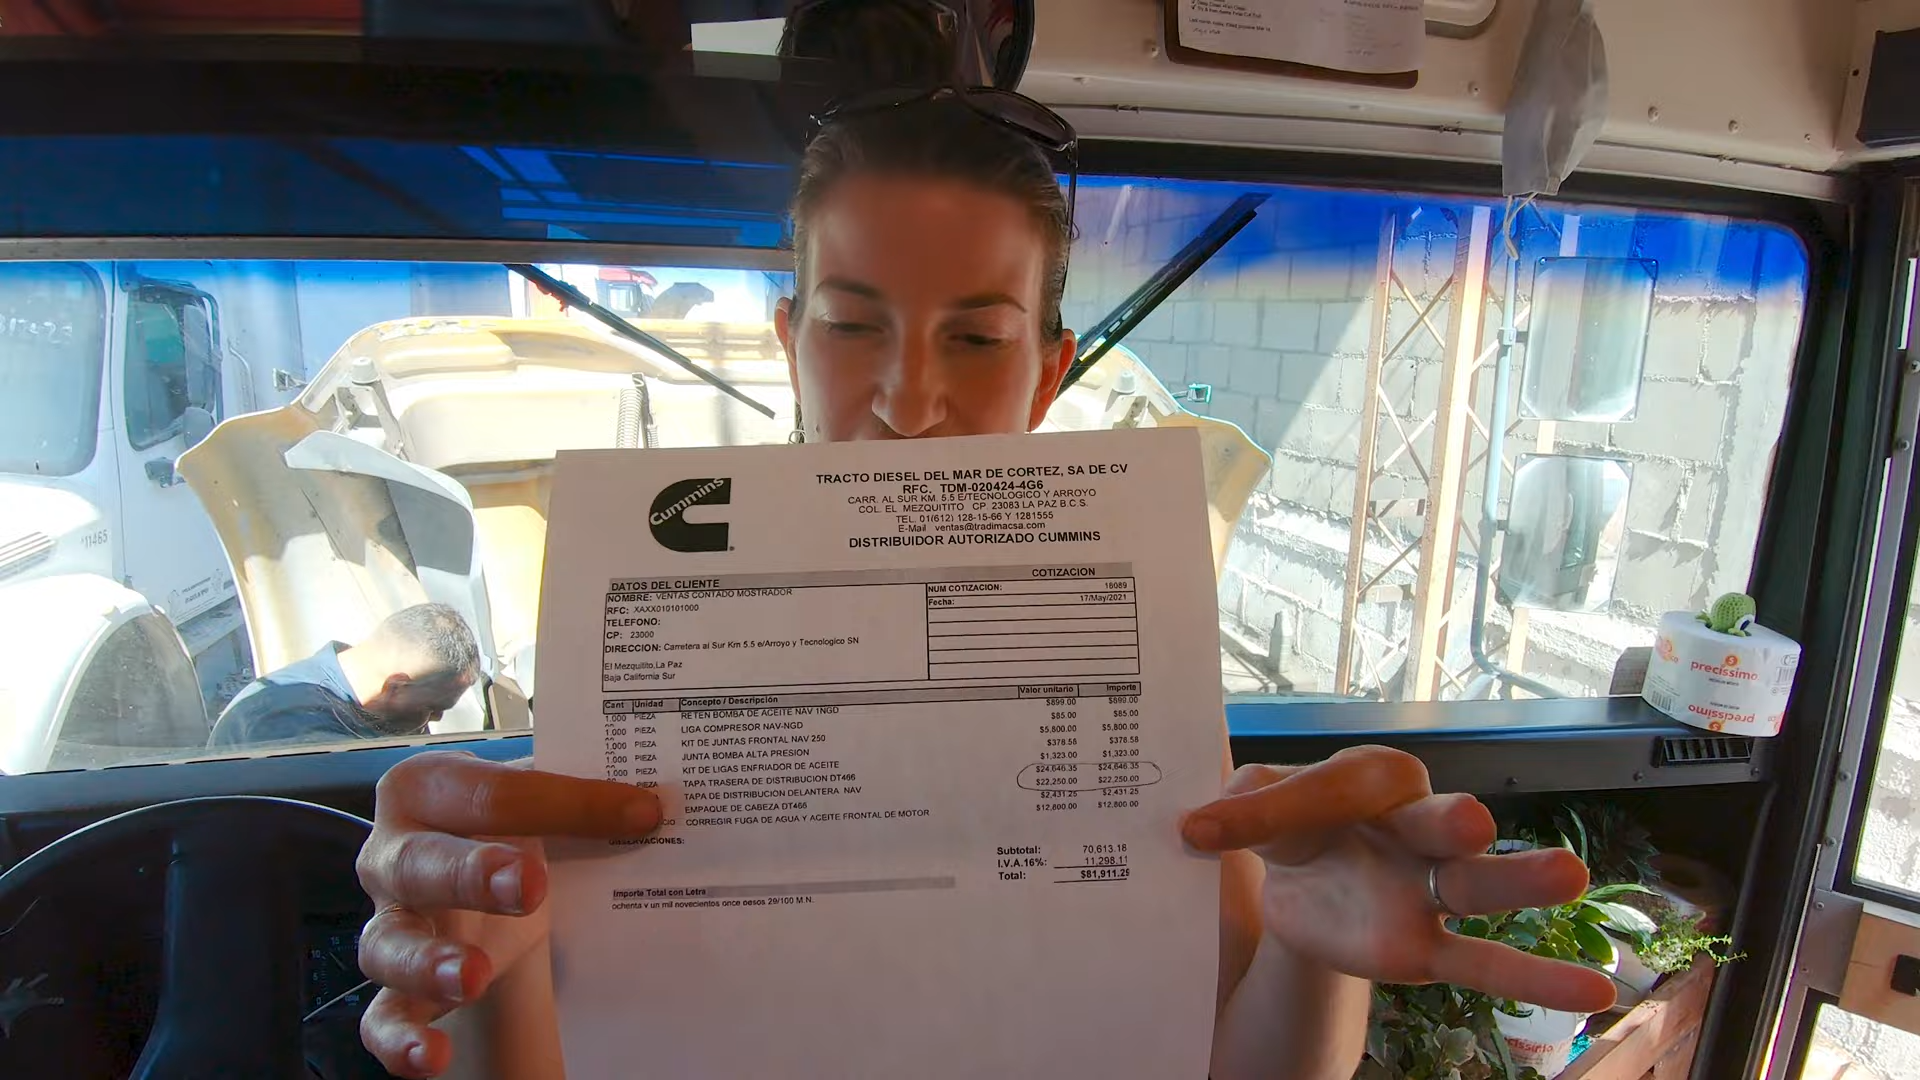 Cummins
TRACTO DIESEL DEL MAR DE CORTEZ, SA DE CV
RFC. TDM-020424-4G6
CARR. AL SUR KM. 5.5 E/TECNOLOGICO Y ARROYO
COL. EL MEZQUITITO CP. 23083 LA PAZ B.C.S.
TEL. 01(612) 128-15-66 Y 1281555
E-Mail ventas@tradimacsa.com
DISTRIBUIDOR AUTORIZADO CUMMINS
DATOS DEL CLIENTE
COTIZACION
NOMBRE: VENTAS CONTADO MOSTRADOR
NUM COTIZACION: 16089
RFC: XAXX010101000
Fecha: 17/May/2021
TELEFONO:
CP: 23000
DIRECCION: Carretera al Sur Km 5.5 e/Arroyo y Tecnologico SN
El Mezquitito,La Paz
Baja California Sur
Cant Unidad Concepto / Descripción Valor unitario Importe
1.000 PIEZA RETEN BOMBA DE ACEITE NAV 1NGD $899.00 $899.00
1.000 PIEZA LIGA COMPRESOR NAV-NGD $85.00 $85.00
1.000 PIEZA KIT DE JUNTAS FRONTAL NAV 250 $5,800.00 $5,800.00
1.000 PIEZA JUNTA BOMBA ALTA PRESION $378.58 $378.58
1.000 PIEZA KIT DE LIGAS ENFRIADOR DE ACEITE $1,323.00 $1,323.00
PIEZA TAPA TRASERA DE DISTRIBUCION DT466 $24,646.35 $24,646.35
TAPA DE DISTRIBUCION DELANTERA NAV $22,250.00 $22,250.00
EMPAQUE DE CABEZA DT466 $2,431.25 $2,431.25
CIO CORREGIR FUGA DE AGUA Y ACEITE FRONTAL DE MOTOR $12,800.00 $12,800.00
OBSERVACIONES:
Subtotal: 70,613.18
I.V.A.16%: 11,298.11
Total: $81,911.29
Importe Total con Letra
ochenta y un mil novecientos once pesos 29/100 M.N.
11465
precissimo
precissimo